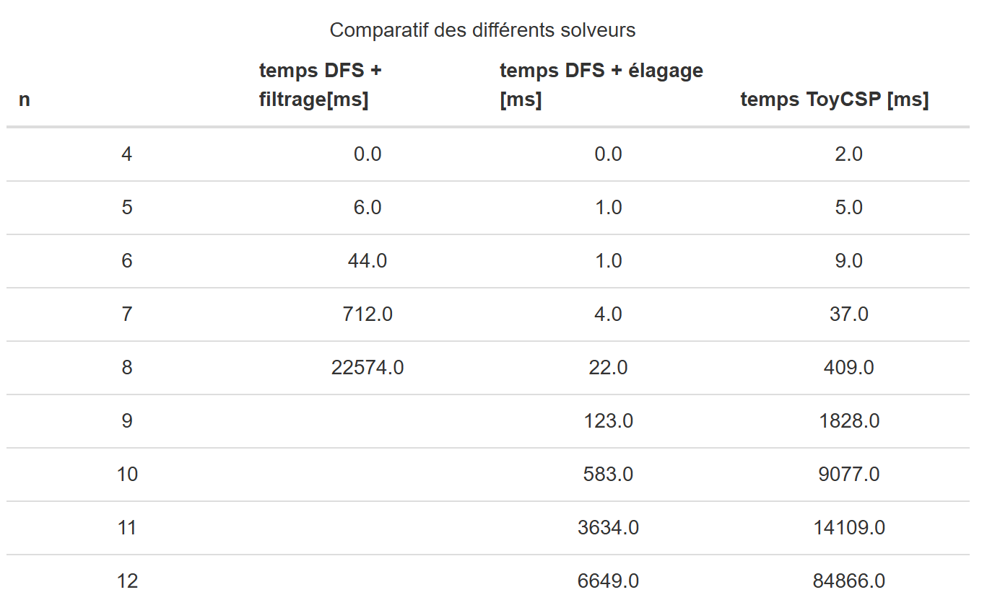 Comparatif des différents solveurs
n temps DFS + filtrage[ms] temps DFS + élagage [ms] temps ToyCSP [ms]
4 0.0 0.0 2.0
5 6.0 1.0 5.0
6 44.0 1.0 9.0
7 712.0 4.0 37.0
8 22574.0 22.0 409.0
9 123.0 1828.0
10 583.0 9077.0
11 3634.0 14109.0
12 6649.0 84866.0